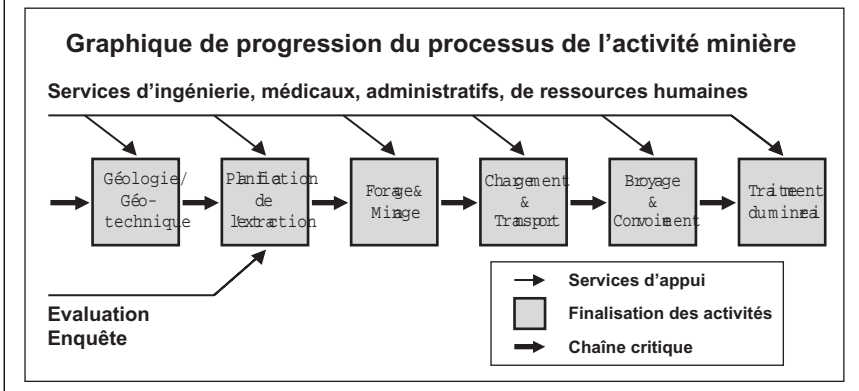 Graphique de progression du processus de l'activité minière
Services d'ingénierie, médicaux, administratifs, de ressources humaines
Géologie/
Géo-
technique
Planification
de
l'extraction
Forage &
Minage
Chargement
&
Transport
Broyage
&
Convoiement
Traitement
du minerai
Evaluation
Enquête
Services d'appui
Finalisation des activités
Chaîne critique